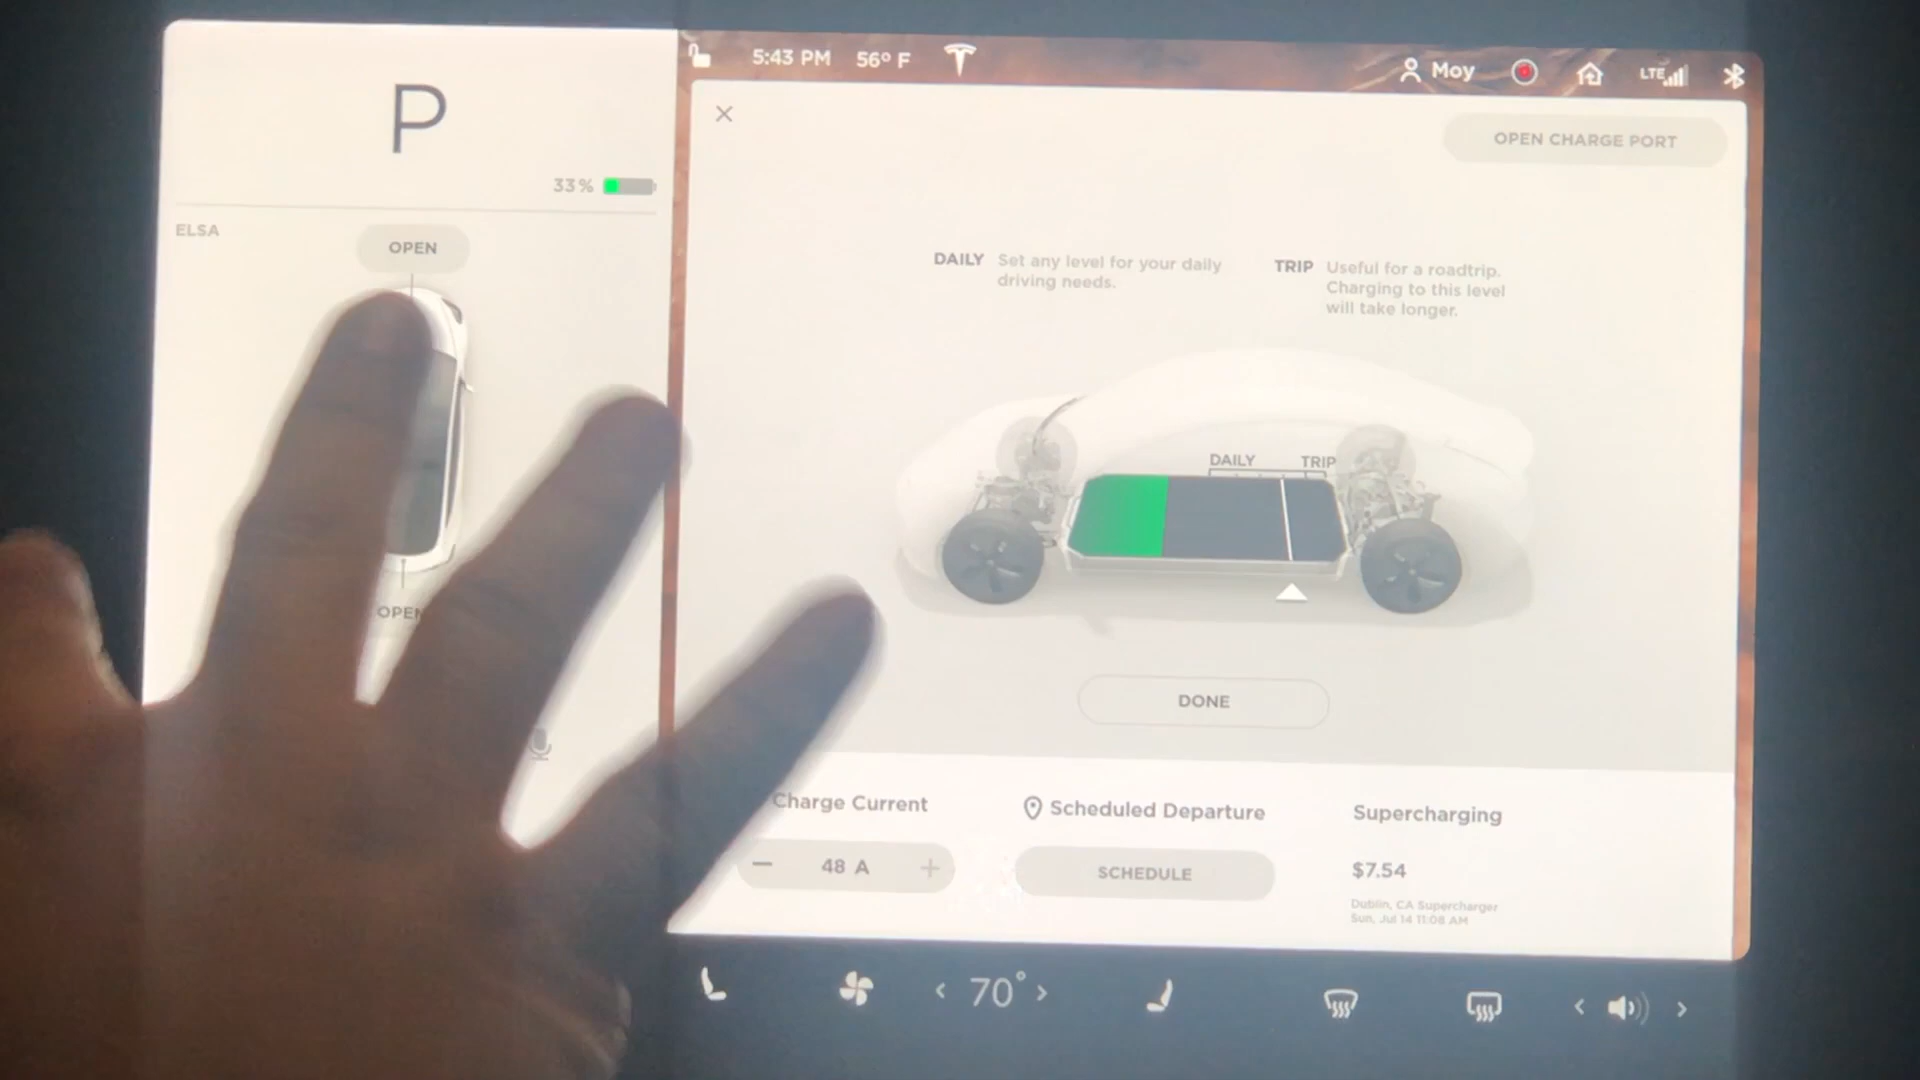 5:43 PM
56° F
Moy
LTE
P
33%
OPEN CHARGE PORT
ELSA
OPEN
DAILY Set any level for your daily
driving needs.
TRIP Useful for a roadtrip.
Charging to this level
will take longer.
DAILY
TRIP
OPEN
DONE
Charge Current
Scheduled Departure
Supercharging
− 48 A +
SCHEDULE
$7.54
Dublin, CA Supercharger
Sun, Jul 14 11:08 AM
< 70° >